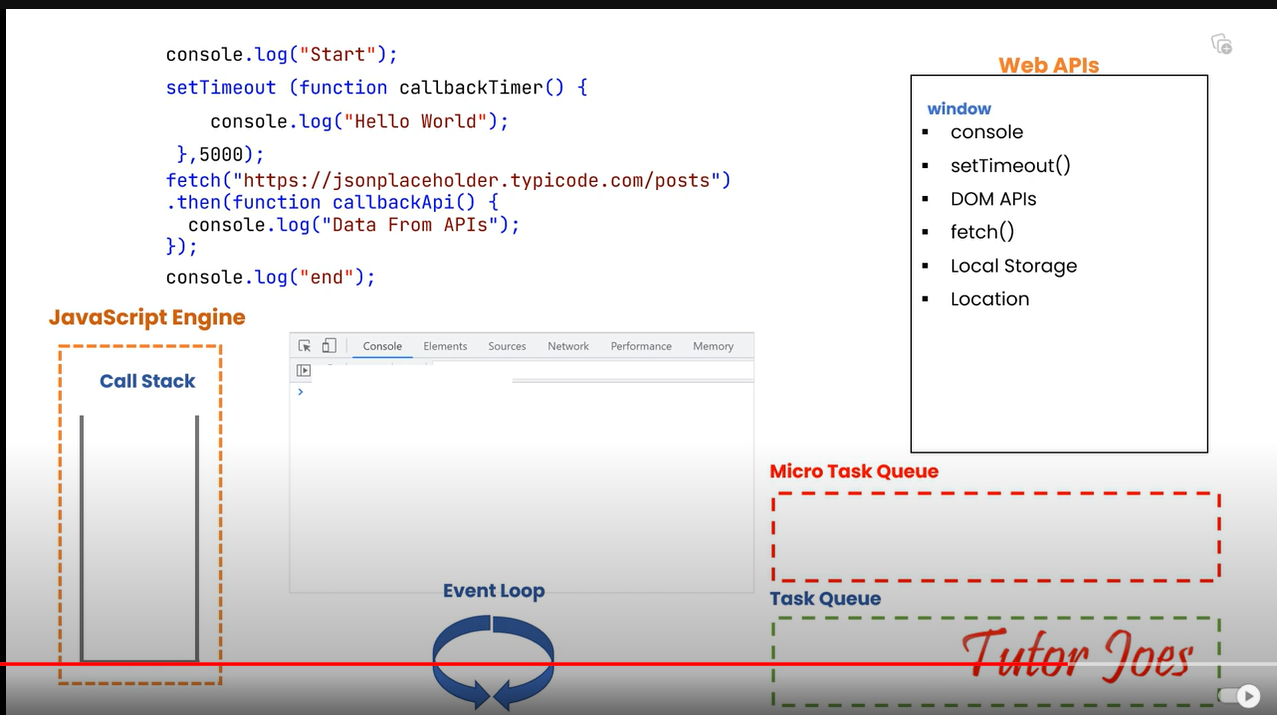 console.log("Start");
setTimeout (function callbackTimer() {
console.log("Hello World");
},5000);
fetch("https://jsonplaceholder.typicode.com/posts")
.then(function callbackApi() {
console.log("Data From APIs");
});
console.log("end");
Web APIs
window
▪ console
▪ setTimeout()
▪ DOM APIs
▪ fetch()
▪ Local Storage
▪ Location
JavaScript Engine
Call Stack
Console Elements Sources Network Performance Memory
>
Event Loop
Micro Task Queue
Task Queue
Tutor Joes